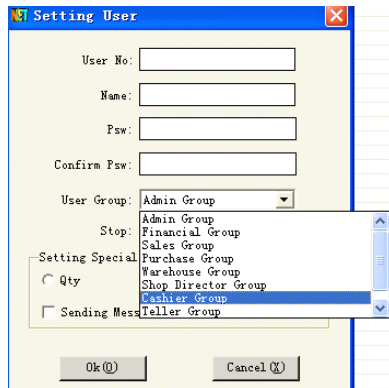 NET Setting User
User No:
Name:
Psw:
Confirm Psw:
User Group: Admin Group
Admin Group
Stop: Financial Group
Sales Group
Setting Special Purchase Group
Warehouse Group
Qty Shop Director Group
Cashier Group
Sending Mess Teller Group
Ok(O) Cancel(X)